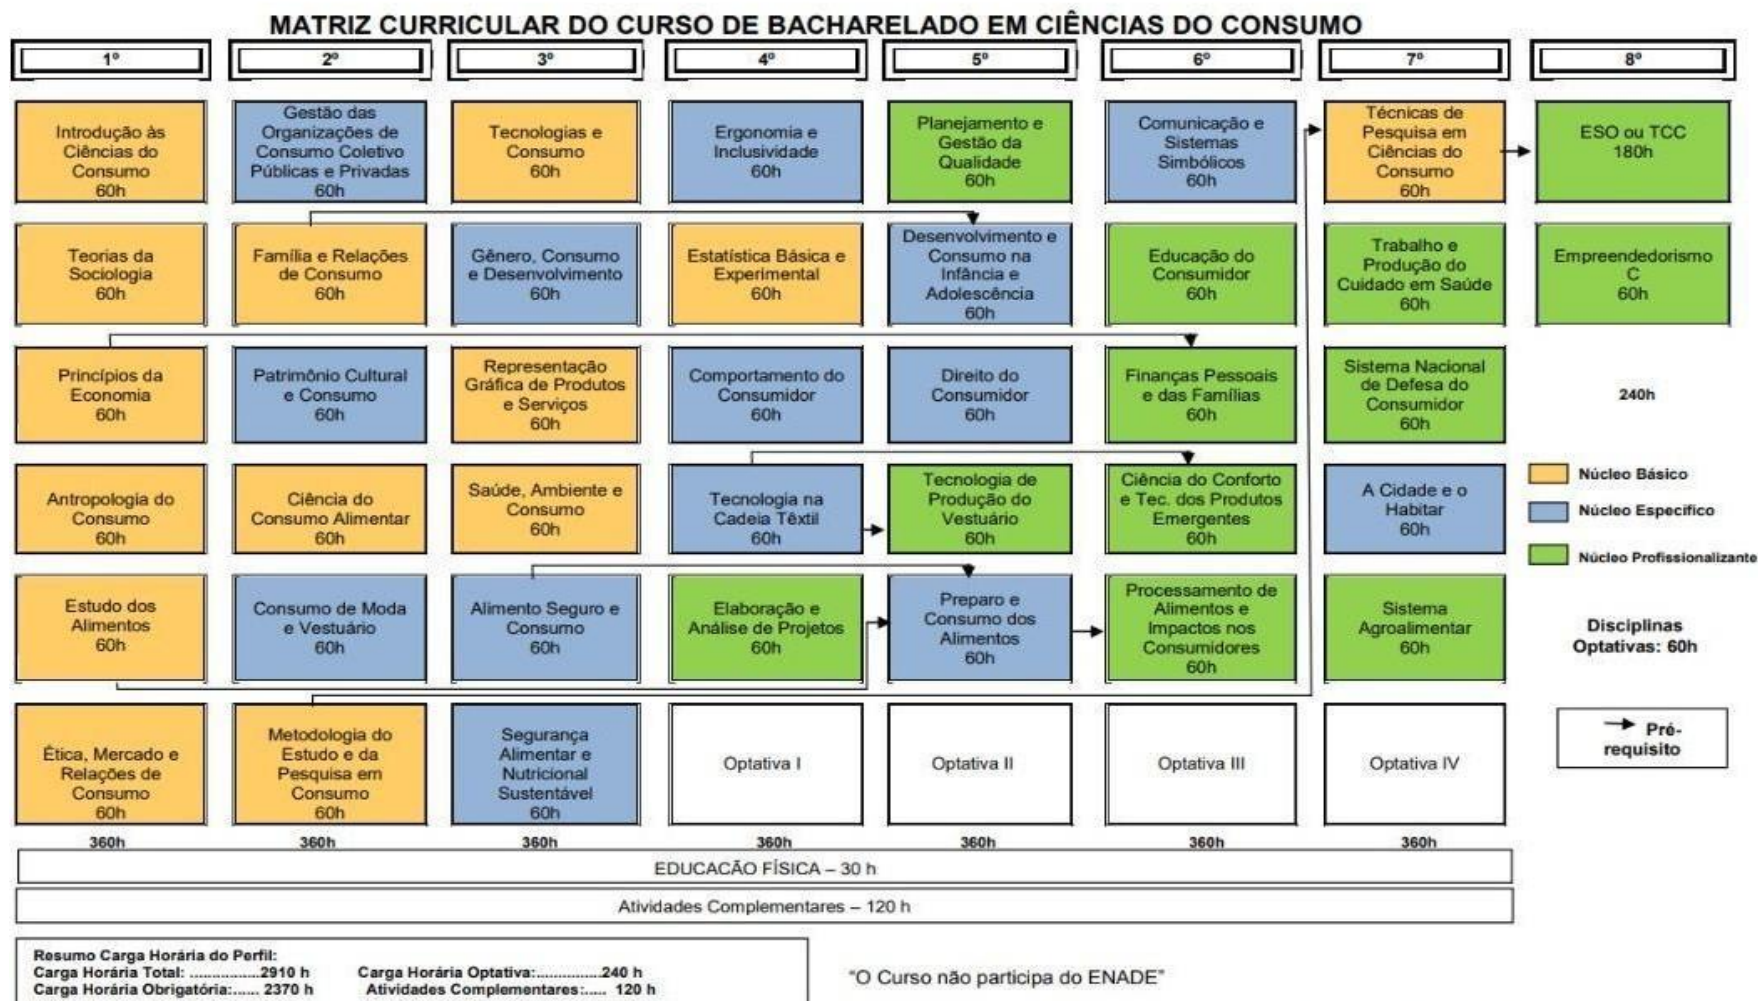 MATRIZ CURRICULAR DO CURSO DE BACHARELADO EM CIÊNCIAS DO CONSUMO
1º
2º
3º
4º
5º
6º
7º
8º
Introdução às
Ciências do
Consumo
60h
Gestão das
Organizações de
Consumo Coletivo
Públicas e Privadas
60h
Tecnologias e
Consumo
60h
Ergonomia e
Inclusividade
60h
Planejamento e
Gestão da
Qualidade
60h
Comunicação e
Sistemas
Simbólicos
60h
Técnicas de
Pesquisa em
Ciências do
Consumo
60h
ESO ou TCC
180h
Teorias da
Sociologia
60h
Família e Relações
de Consumo
60h
Gênero, Consumo
e Desenvolvimento
60h
Estatística Básica e
Experimental
60h
Desenvolvimento e
Consumo na
Infância e
Adolescência
60h
Educação do
Consumidor
60h
Trabalho e
Produção do
Cuidado em Saúde
60h
Empreendedorismo
C
60h
Princípios da
Economia
60h
Patrimônio Cultural
e Consumo
60h
Representação
Gráfica de Produtos
e Serviços
60h
Comportamento do
Consumidor
60h
Direito do
Consumidor
60h
Finanças Pessoais
e das Famílias
60h
Sistema Nacional
de Defesa do
Consumidor
60h
240h
Antropologia do
Consumo
60h
Ciência do
Consumo Alimentar
60h
Saúde, Ambiente e
Consumo
60h
Tecnologia na
Cadeia Têxtil
60h
Tecnologia de
Produção do
Vestuário
60h
Ciência do Conforto
e Tec. dos Produtos
Emergentes
60h
A Cidade e o
Habitar
60h
Núcleo Básico
Núcleo Específico
Núcleo Profissionalizante
Estudo dos
Alimentos
60h
Consumo de Moda
e Vestuário
60h
Alimento Seguro e
Consumo
60h
Elaboração e
Análise de Projetos
60h
Preparo e
Consumo dos
Alimentos
60h
Processamento de
Alimentos e
Impactos nos
Consumidores
60h
Sistema
Agroalimentar
60h
Disciplinas
Optativas: 60h
Ética, Mercado e
Relações de
Consumo
60h
Metodologia do
Estudo e da
Pesquisa em
Consumo
60h
Segurança
Alimentar e
Nutricional
Sustentável
60h
Optativa I
Optativa II
Optativa III
Optativa IV
Pré-
requisito
360h
360h
360h
360h
360h
360h
360h
EDUCACÃO FÍSICA – 30 h
Atividades Complementares – 120 h
Resumo Carga Horária do Perfil:
Carga Horária Total: .................2910 h Carga Horária Optativa:...............240 h
Carga Horária Obrigatória:...... 2370 h Atividades Complementares:..... 120 h
"O Curso não participa do ENADE"